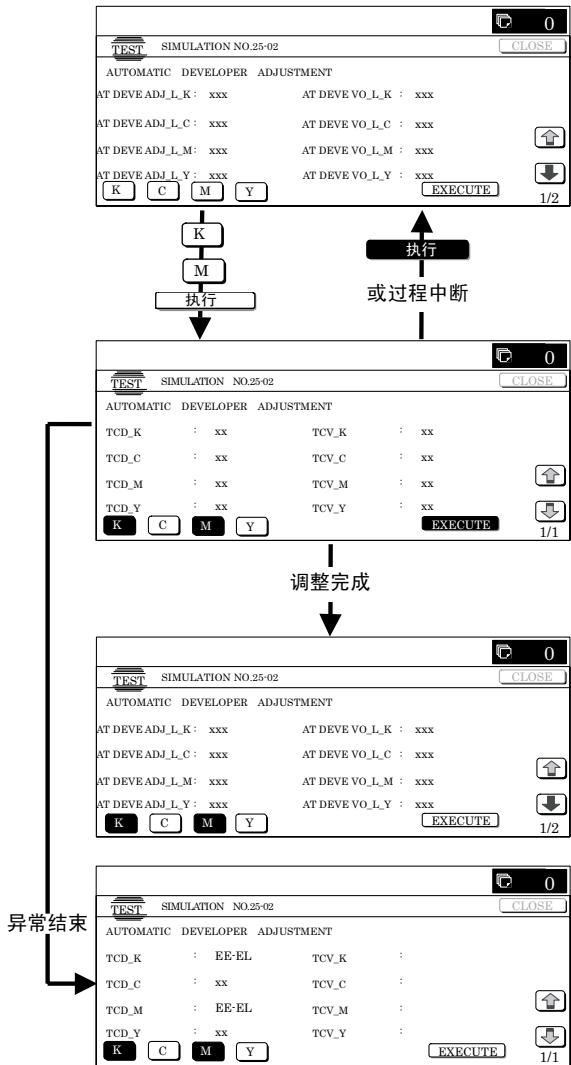 0
TEST SIMULATION NO.25-02 CLOSE
AUTOMATIC DEVELOPER ADJUSTMENT
AT DEVE ADJ_L_K : xxx AT DEVE VO_L_K : xxx
AT DEVE ADJ_L_C : xxx AT DEVE VO_L_C : xxx
AT DEVE ADJ_L_M : xxx AT DEVE VO_L_M : xxx
AT DEVE ADJ_L_Y : xxx AT DEVE VO_L_Y : xxx
K C M Y EXECUTE 1/2
K
M
执行
执行
或过程中断
0
TEST SIMULATION NO.25-02 CLOSE
AUTOMATIC DEVELOPER ADJUSTMENT
TCD_K : xx TCV_K : xx
TCD_C : xx TCV_C : xx
TCD_M : xx TCV_M : xx
TCD_Y : xx TCV_Y : xx
K C M Y EXECUTE 1/1
调整完成
0
TEST SIMULATION NO.25-02 CLOSE
AUTOMATIC DEVELOPER ADJUSTMENT
AT DEVE ADJ_L_K : xxx AT DEVE VO_L_K : xxx
AT DEVE ADJ_L_C : xxx AT DEVE VO_L_C : xxx
AT DEVE ADJ_L_M : xxx AT DEVE VO_L_M : xxx
AT DEVE ADJ_L_Y : xxx AT DEVE VO_L_Y : xxx
K C M Y EXECUTE 1/2
异常结束
0
TEST SIMULATION NO.25-02 CLOSE
AUTOMATIC DEVELOPER ADJUSTMENT
TCD_K : EE-EL TCV_K :
TCD_C : xx TCV_C :
TCD_M : EE-EL TCV_M :
TCD_Y : xx TCV_Y :
K C M Y EXECUTE 1/1